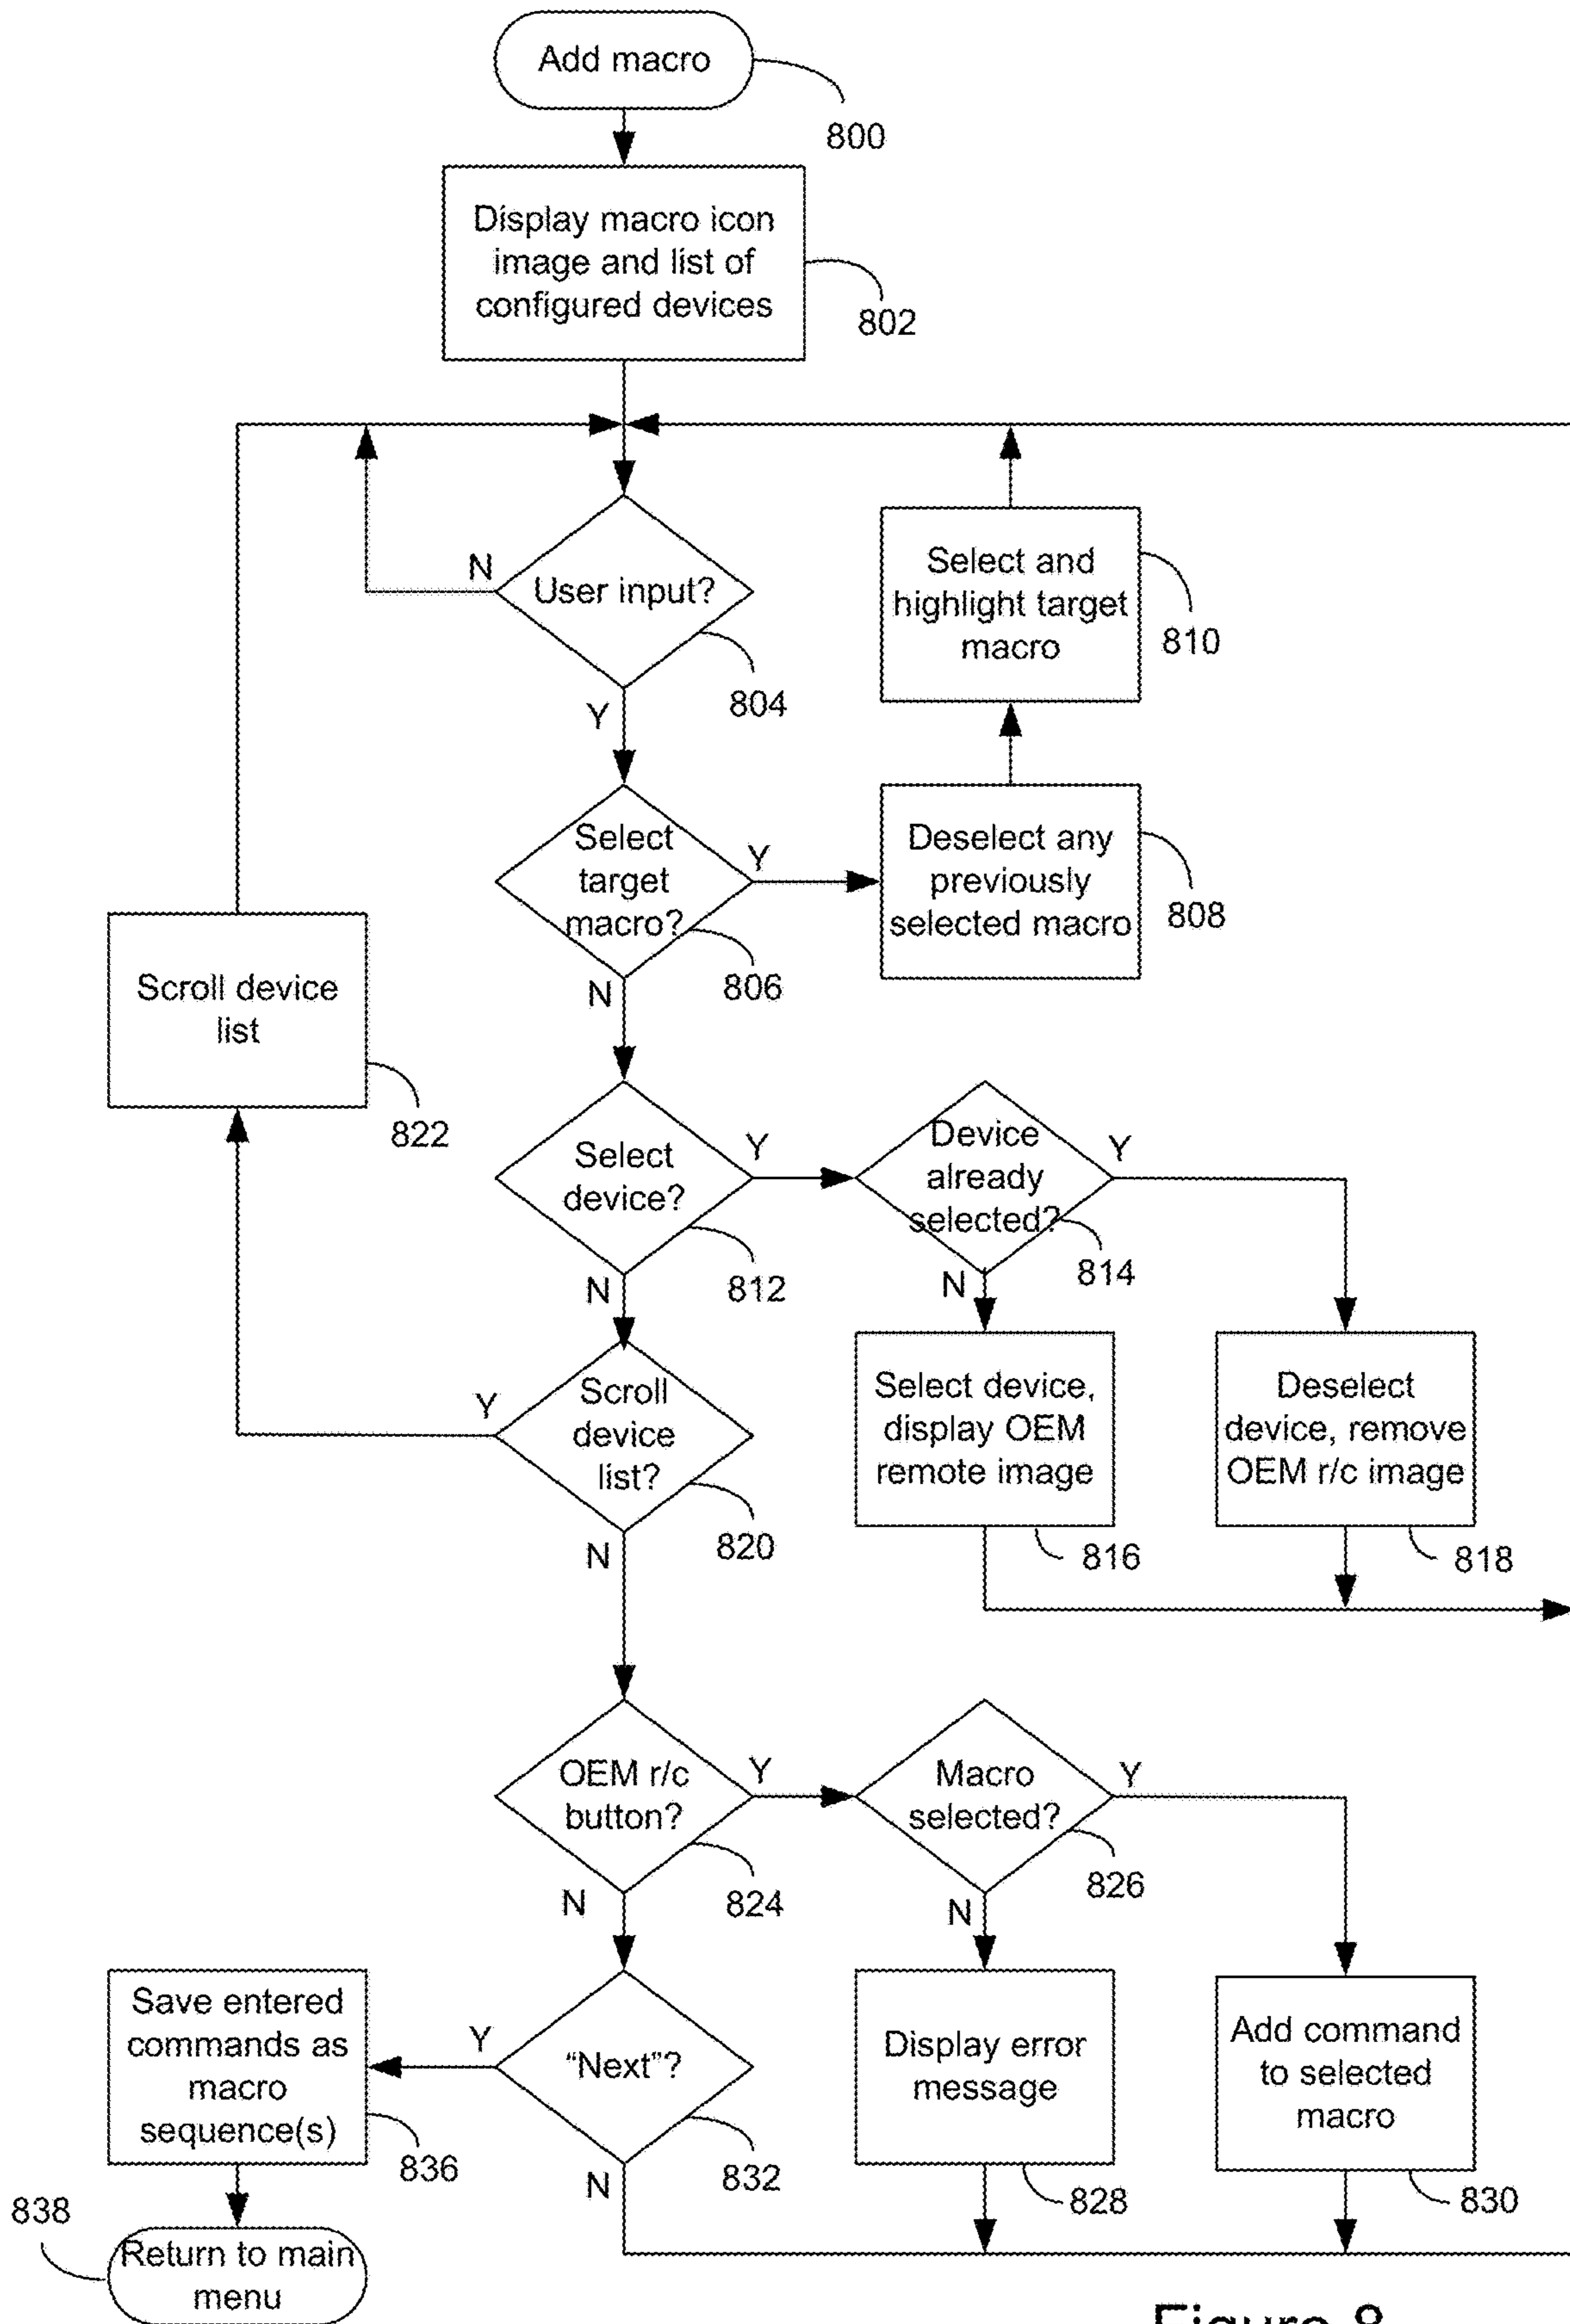 Add macro
800
Display macro icon
image and list of
configured devices
802
N
User input?
804
Y
Select and
highlight target
macro
810
Select
target
macro?
Y
806
N
Deselect any
previously
selected macro
808
Scroll device
list
822
Select
device?
Y
812
N
Device
already
selected?
Y
814
N
Scroll
device
list?
Y
820
N
Select device,
display OEM
remote image
816
Deselect
device, remove
OEM r/c image
818
OEM r/c
button?
Y
824
N
Macro
selected?
Y
826
N
Save entered
commands as
macro
sequence(s)
836
Y
“Next”?
832
N
Display error
message
828
Add command
to selected
macro
830
838
Return to main
menu
Figure 8